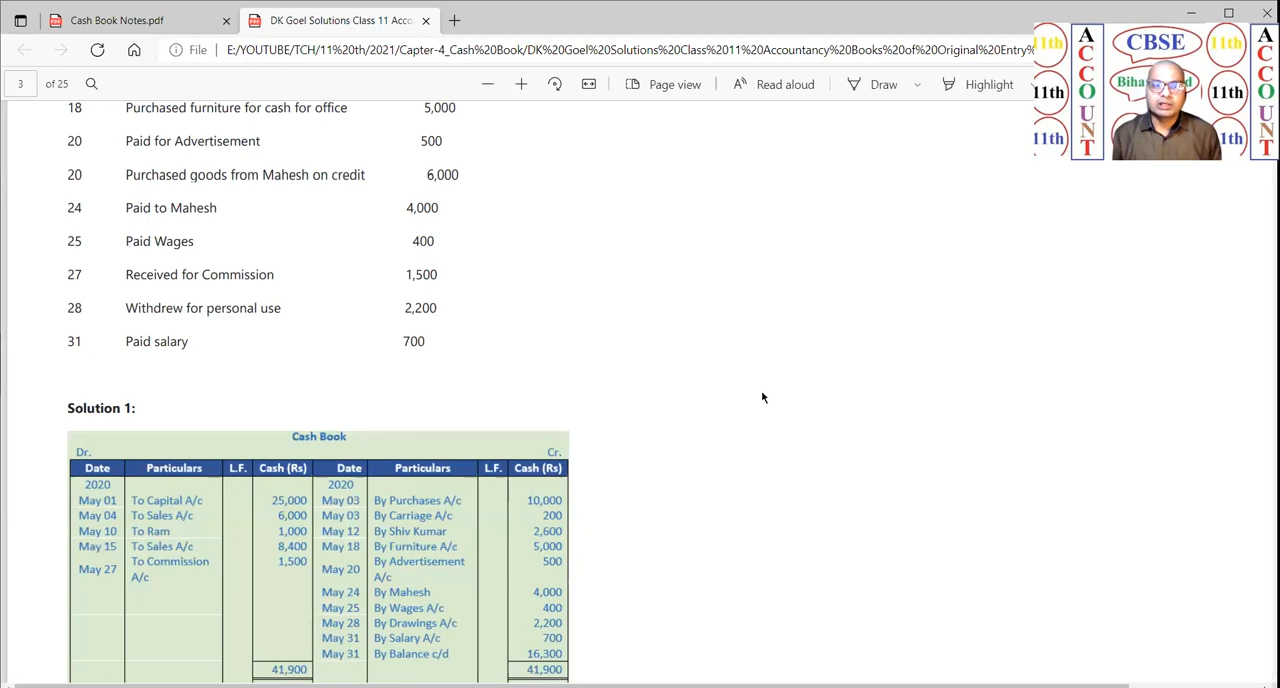 Cash Book Notes.pdf
DK Goel Solutions Class 11 Acco
File
E:/YOUTUBE/TCH/11%20th/2021/Capter-4_Cash%20Book/DK%20Goel%20Solutions%20Class%2011%20Accountancy%20Books%20of%20Original%20Entry
3 of 25
Page view
Read aloud
Draw
Highlight
11th
11th
11th
ACCOUNT
CBSE
11th
11th
1th
ACCOUNT
18 Purchased furniture for cash for office 5,000
20 Paid for Advertisement 500
20 Purchased goods from Mahesh on credit 6,000
24 Paid to Mahesh 4,000
25 Paid Wages 400
27 Received for Commission 1,500
28 Withdrew for personal use 2,200
31 Paid salary 700
Solution 1:
Cash Book
Dr. Cr.
Date Particulars L.F. Cash (Rs) Date Particulars L.F. Cash (Rs)
2020 2020
May 01 To Capital A/c 25,000 May 03 By Purchases A/c 10,000
May 04 To Sales A/c 6,000 May 03 By Carriage A/c 200
May 10 To Ram 1,000 May 12 By Shiv Kumar 2,600
May 15 To Sales A/c 8,400 May 18 By Furniture A/c 5,000
May 27 To Commission A/c 1,500 May 20 By Advertisement A/c 500
May 24 By Mahesh 4,000
May 25 By Wages A/c 400
May 28 By Drawings A/c 2,200
May 31 By Salary A/c 700
May 31 By Balance c/d 16,300
41,900 41,900